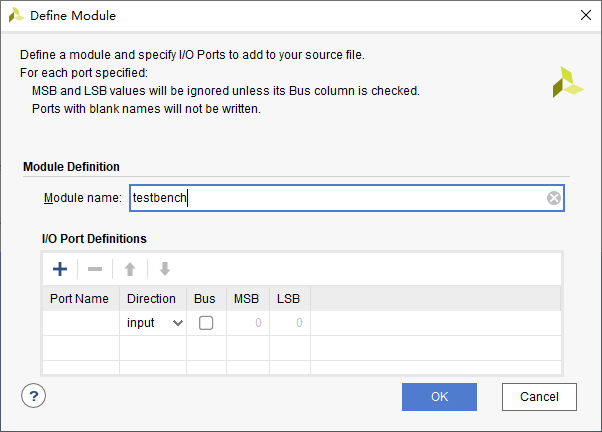 Define Module
Define a module and specify I/O Ports to add to your source file.
For each port specified:
MSB and LSB values will be ignored unless its Bus column is checked.
Ports with blank names will not be written.
Module Definition
Module name: testbench
I/O Port Definitions
Port Name Direction Bus MSB LSB
input 0 0
? OK Cancel